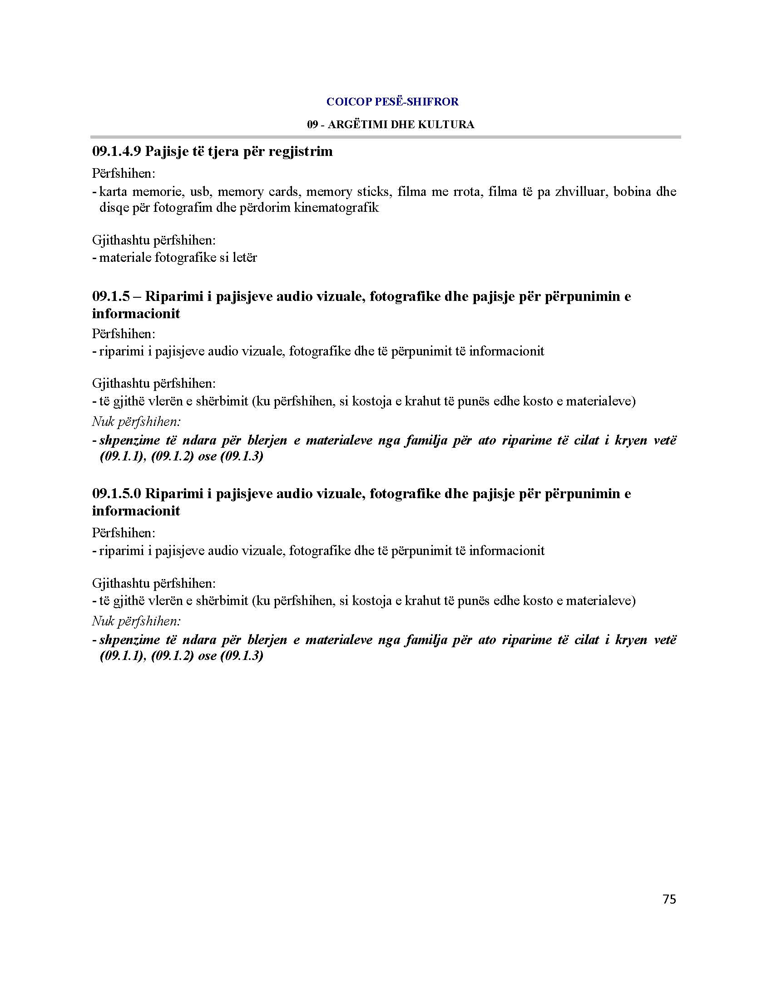 COICOP PESË-SHIFROR
09 - ARGËTIMI DHE KULTURA
09.1.4.9 Pajisje të tjera për regjistrim
Përfshihen:
- karta memorie, usb, memory cards, memory sticks, filma me rrota, filma të pa zhvilluar, bobina dhe
disqe për fotografim dhe përdorim kinematografik
Gjithashtu përfshihen:
- materiale fotografike si letër
09.1.5 – Riparimi i pajisjeve audio vizuale, fotografike dhe pajisje për përpunimin e
informacionit
Përfshihen:
- riparimi i pajisjeve audio vizuale, fotografike dhe të përpunimit të informacionit
Gjithashtu përfshihen:
- të gjithë vlerën e shërbimit (ku përfshihen, si kostoja e krahut të punës edhe kosto e materialeve)
Nuk përfshihen:
- shpenzime të ndara për blerjen e materialeve nga familja për ato riparime të cilat i kryen vetë
(09.1.1), (09.1.2) ose (09.1.3)
09.1.5.0 Riparimi i pajisjeve audio vizuale, fotografike dhe pajisje për përpunimin e
informacionit
Përfshihen:
- riparimi i pajisjeve audio vizuale, fotografike dhe të përpunimit të informacionit
Gjithashtu përfshihen:
- të gjithë vlerën e shërbimit (ku përfshihen, si kostoja e krahut të punës edhe kosto e materialeve)
Nuk përfshihen:
- shpenzime të ndara për blerjen e materialeve nga familja për ato riparime të cilat i kryen vetë
(09.1.1), (09.1.2) ose (09.1.3)
75